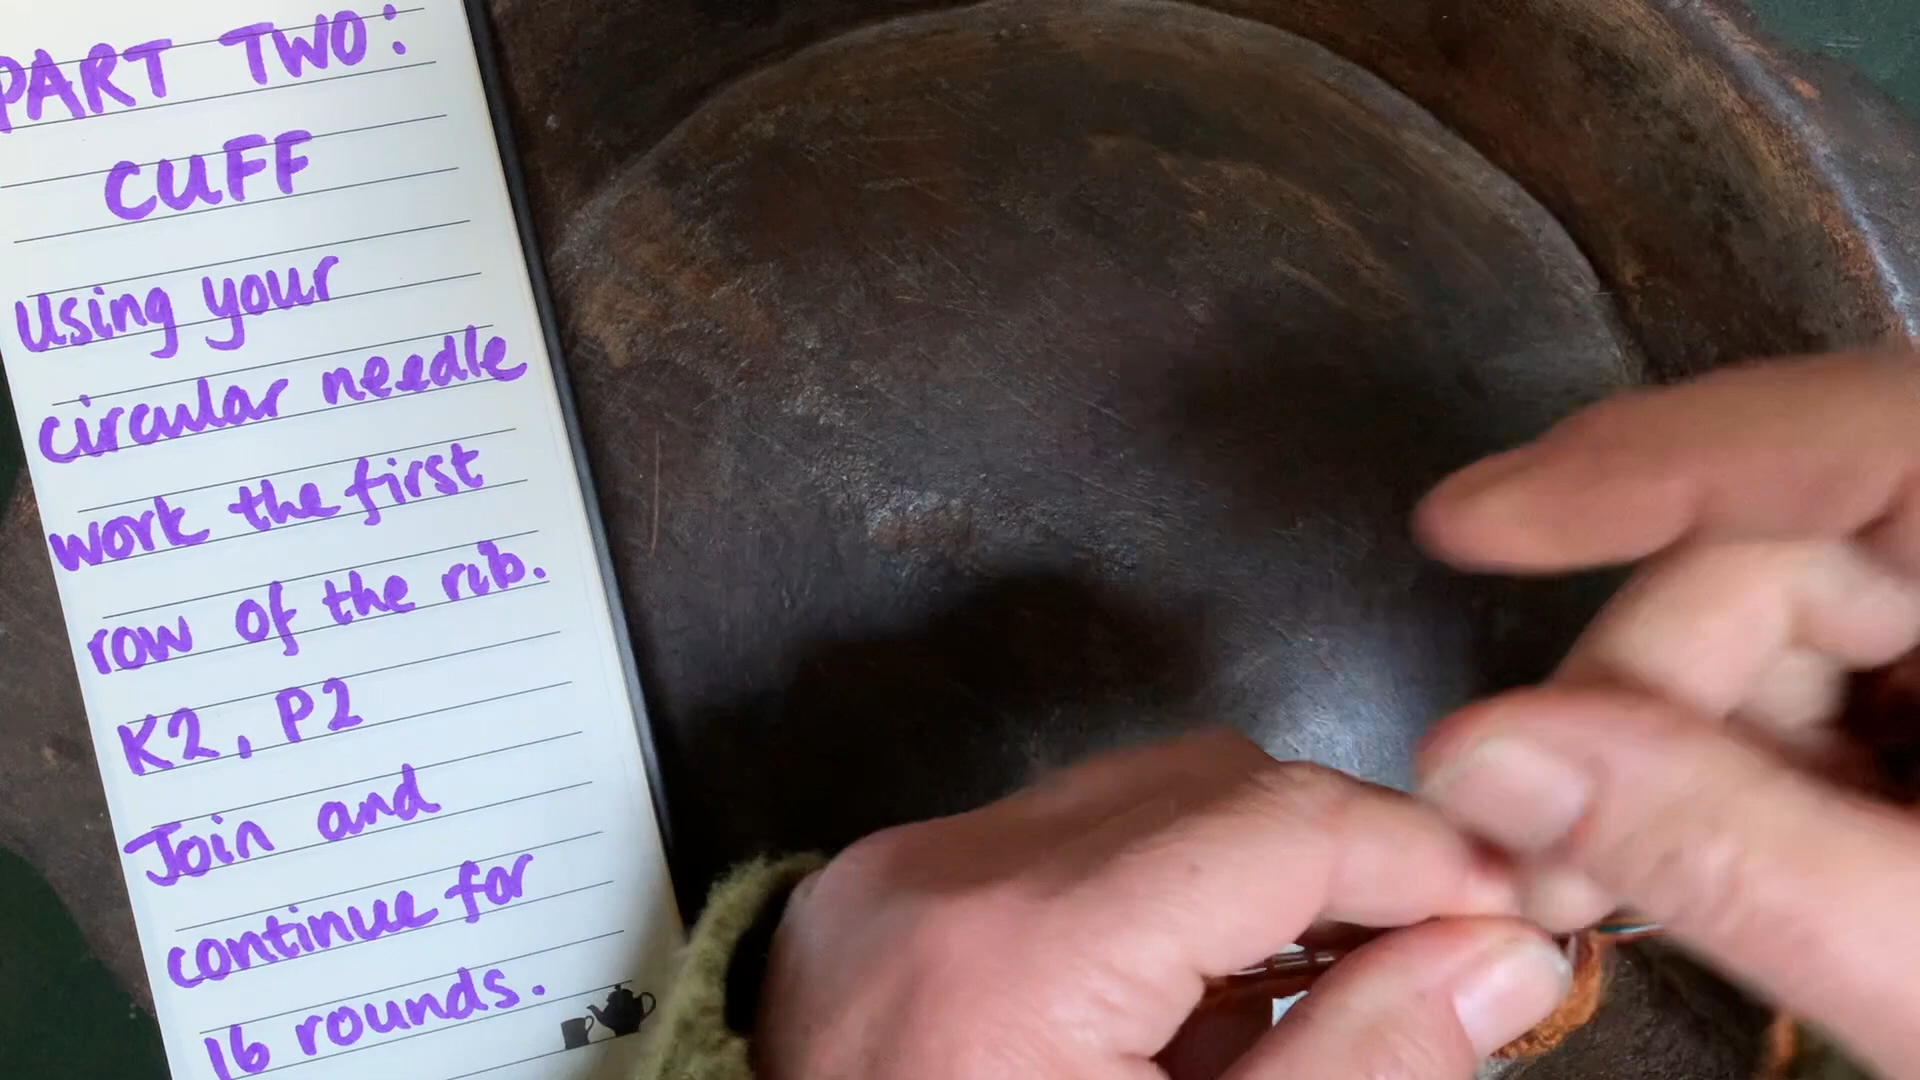 PART TWO:
CUFF
Using your
circular needle
work the first
row of the rib.
K2, P2
Join and
continue for
16 rounds.